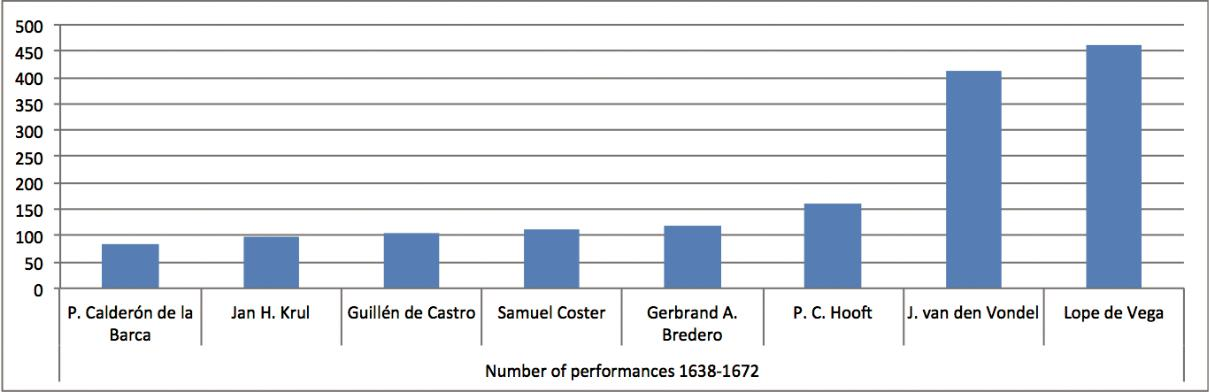 500
450
400
350
300
250
200
150
100
50
0
P. Calderón de la
Barca
Jan H. Krul
Guillén de Castro
Samuel Coster
Gerbrand A.
Bredero
P. C. Hooft
J. van den Vondel
Lope de Vega
Number of performances 1638-1672